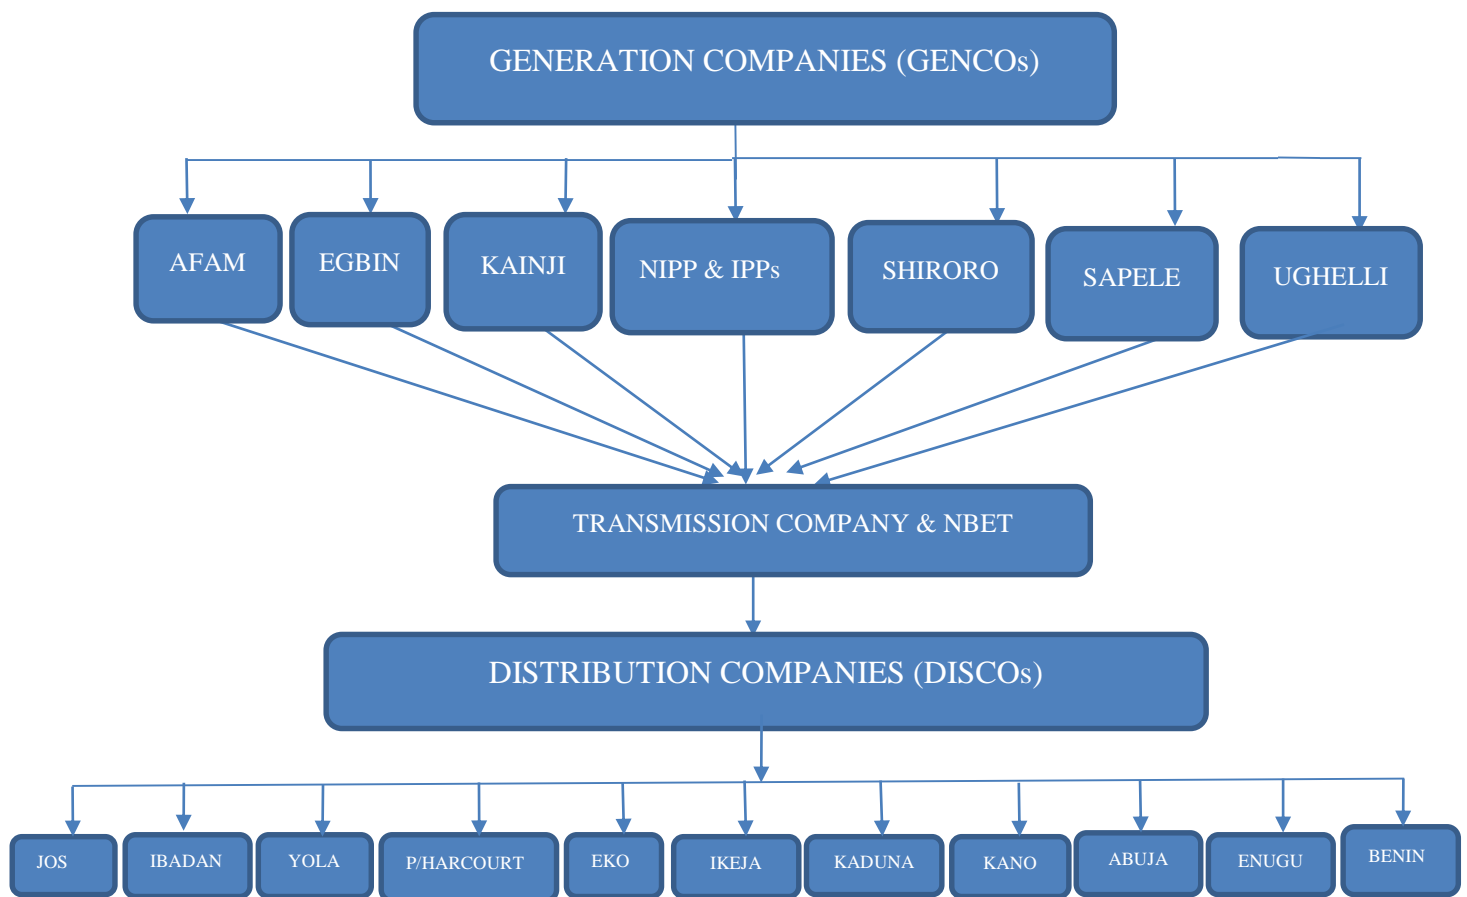 GENERATION COMPANIES (GENCOs)
AFAM
EGBIN
KAINJI
NIPP & IPPs
SHIRORO
SAPELE
UGHELLI
TRANSMISSION COMPANY & NBET
DISTRIBUTION COMPANIES (DISCOs)
JOS
IBADAN
YOLA
P/HARCOURT
EKO
IKEJA
KADUNA
KANO
ABUJA
ENUGU
BENIN